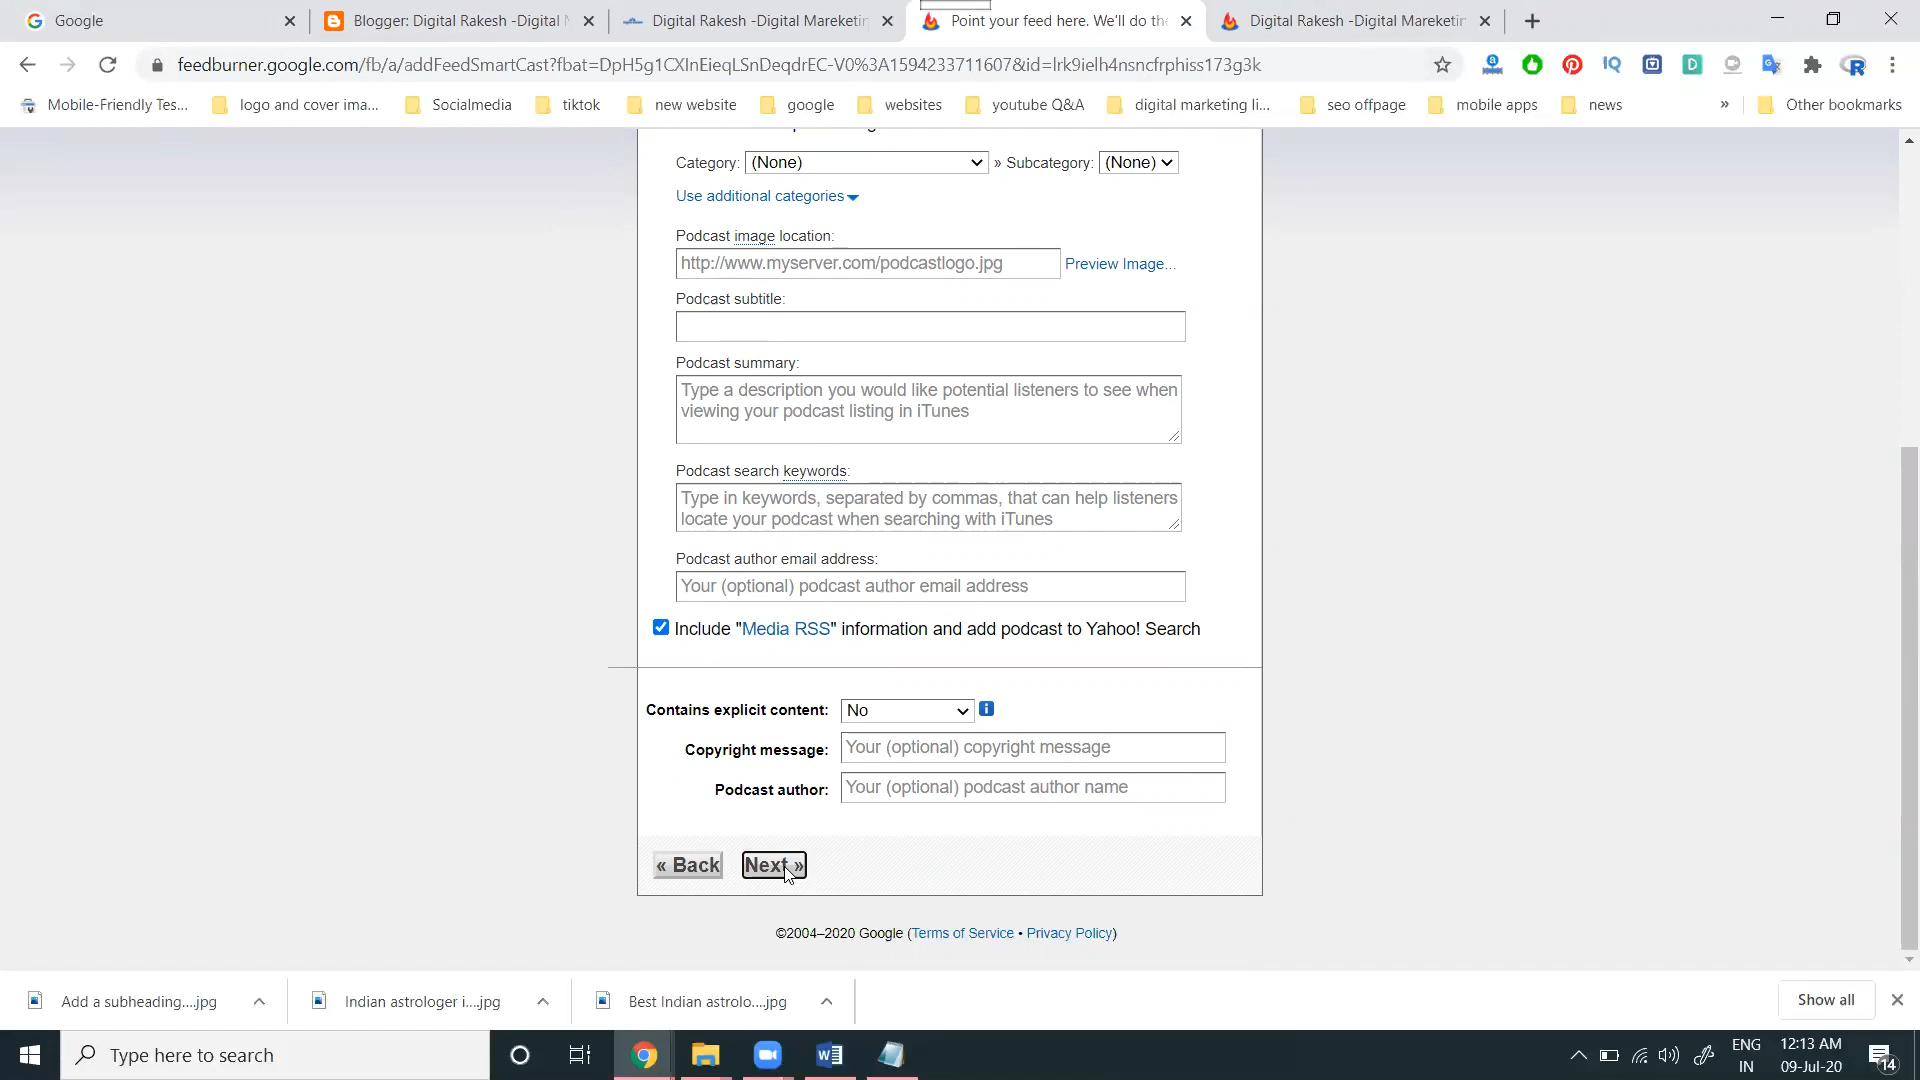 Google
Blogger: Digital Rakesh -Digital
Digital Rakesh -Digital Mareketin
Point your feed here. We'll do the
Digital Rakesh -Digital Mareketin
feedburner.google.com/fb/a/addFeedSmartCast?fbat=DpH5g1CXInEieqLSnDeqdrEC-V0%3A1594233711607&id=lrk9ielh4nsncfrphiss173g3k
Mobile-Friendly Tes...
logo and cover ima...
Socialmedia
tiktok
new website
google
websites
youtube Q&A
digital marketing li...
seo offpage
mobile apps
news
»
Other bookmarks
Category: (None) » Subcategory: (None)
Use additional categories
Podcast image location:
http://www.myserver.com/podcastlogo.jpg Preview Image...
Podcast subtitle:
Podcast summary:
Type a description you would like potential listeners to see when
viewing your podcast listing in iTunes
Podcast search keywords:
Type in keywords, separated by commas, that can help listeners
locate your podcast when searching with iTunes
Podcast author email address:
Your (optional) podcast author email address
Include "Media RSS" information and add podcast to Yahoo! Search
Contains explicit content: No
Copyright message: Your (optional) copyright message
Podcast author: Your (optional) podcast author name
« Back Next »
©2004–2020 Google (Terms of Service • Privacy Policy)
Add a subheading....jpg
Indian astrologer i....jpg
Best Indian astrolo....jpg
Show all
Type here to search
ENG
IN
12:13 AM
09-Jul-20
14